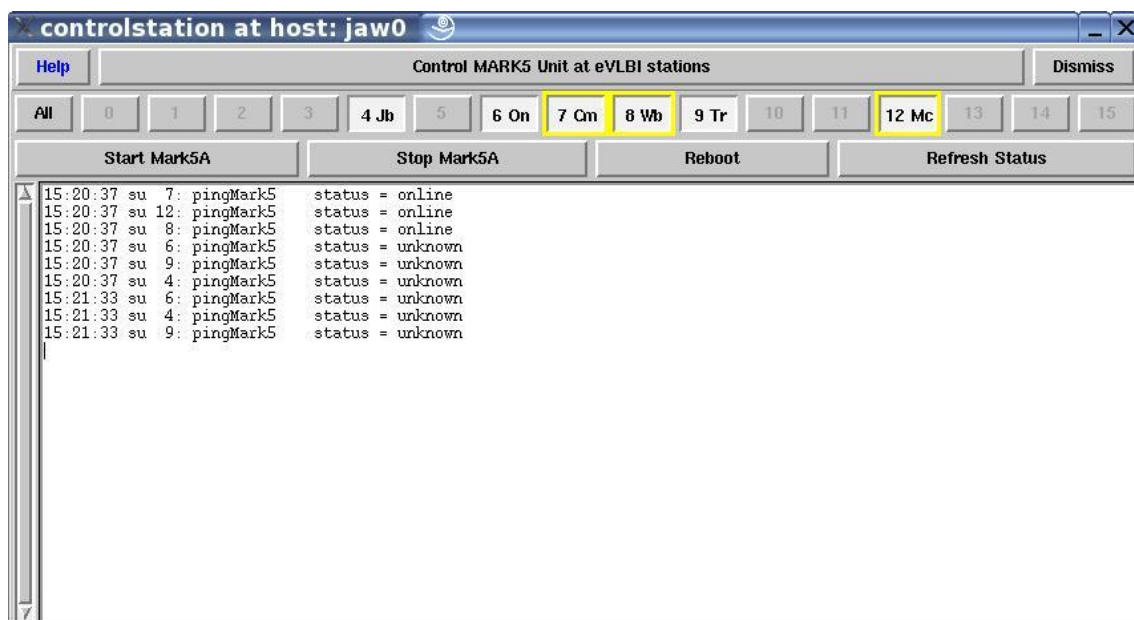 controlstation at host: jaw0
Help Control MARK5 Unit at eVLBI stations Dismiss
All 0 1 2 3 4 Jb 5 6 On 7 Cm 8 Wb 9 Tr 10 11 12 Mc 13 14 15
Start Mark5A Stop Mark5A Reboot Refresh Status
15:20:37 su 7: pingMark5 status = online
15:20:37 su 12: pingMark5 status = online
15:20:37 su 8: pingMark5 status = online
15:20:37 su 6: pingMark5 status = unknown
15:20:37 su 9: pingMark5 status = unknown
15:20:37 su 4: pingMark5 status = unknown
15:21:33 su 6: pingMark5 status = unknown
15:21:33 su 4: pingMark5 status = unknown
15:21:33 su 9: pingMark5 status = unknown